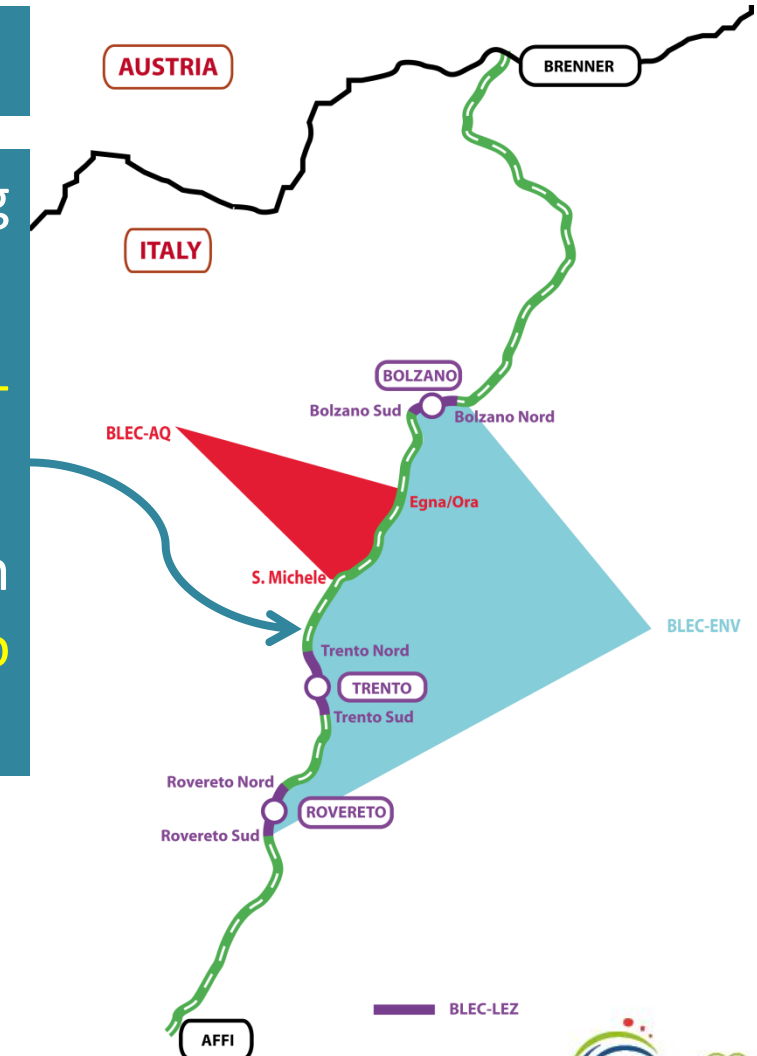 AUSTRIA
BRENNER
g
ITALY
BOLZANO
Bolzano Sud
Bolzano Nord
BLEC-AQ
Egna/Ora
S. Michele
BLEC-ENV
Trento Nord
TRENTO
Trento Sud
Rovereto Nord
ROVERETO
Rovereto Sud
BLEC-LEZ
AFFI